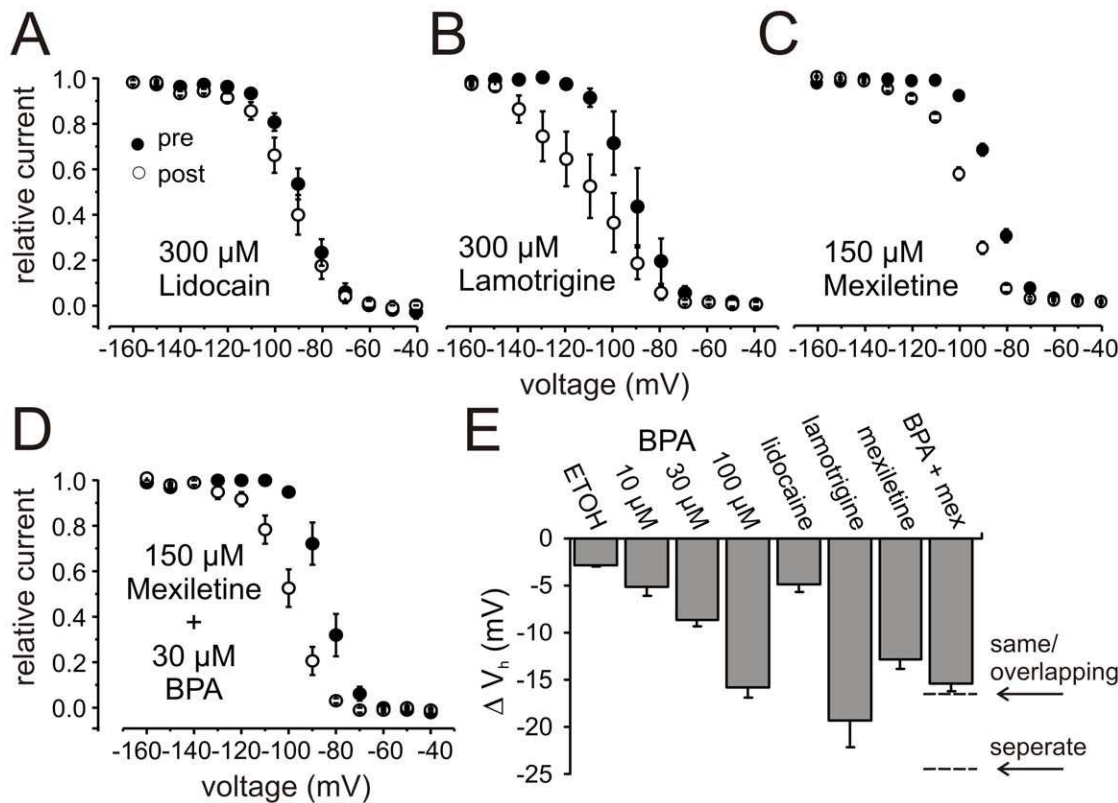 A
B
C
relative current
1.0
0.8
0.6
0.4
0.2
0.0
pre
post
300 µM
Lidocain
300 µM
Lamotrigine
150 µM
Mexiletine
-160 -140 -120 -100 -80 -60 -40
-160 -140 -120 -100 -80 -60 -40
-160 -140 -120 -100 -80 -60 -40
voltage (mV)
D
relative current
1.0
0.8
0.6
0.4
0.2
0.0
150 µM
Mexiletine
+
30 µM
BPA
-160 -140 -120 -100 -80 -60 -40
voltage (mV)
E
BPA
ETOH
10 µM
30 µM
100 µM
lidocaine
lamotrigine
mexiletine
BPA + mex
Δ Vh (mV)
0
-5
-10
-15
-20
-25
same/
overlapping
seperate